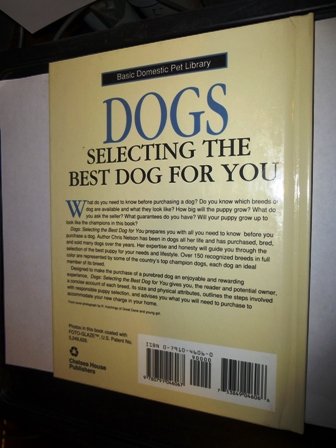 Basic Domestic Pet Library
DOGS
SELECTING THE
BEST DOG FOR YOU
What do you need to know before purchasing a dog? Do you know which breeds of
dog are available and what they look like? How big will the puppy grow? What do
you ask the seller? What guarantees do you have? Will your puppy grow up to
look like the champions in this book?
Dogs: Selecting the Best Dog for You prepares you with all you need to know before you
purchase a dog. Author Chris Nelson has been in dogs all her life and has purchased, bred,
and sold many dogs over the years. Her expertise and honesty will guide you through the
selection of the best puppy for your needs and lifestyle. Over 150 recognized breeds in full
color are represented by some of the country's top champion dogs, each dog an ideal
member of its breed.
Designed to make the purchase of a purebred dog an enjoyable and rewarding
experience, Dogs: Selecting the Best Dog for You gives you, the reader and potential owner,
a concise account of each breed, its size and physical attributes, outlines the steps involved
with responsible puppy selection, and advises you what you will need to purchase to
accommodate your new charge in your home.
Photos in this book coated with
FOTO-GLAZE™, U.S. Patent No.
Chelsea House
Publishers
ISBN 0-7910-4606-0
90000